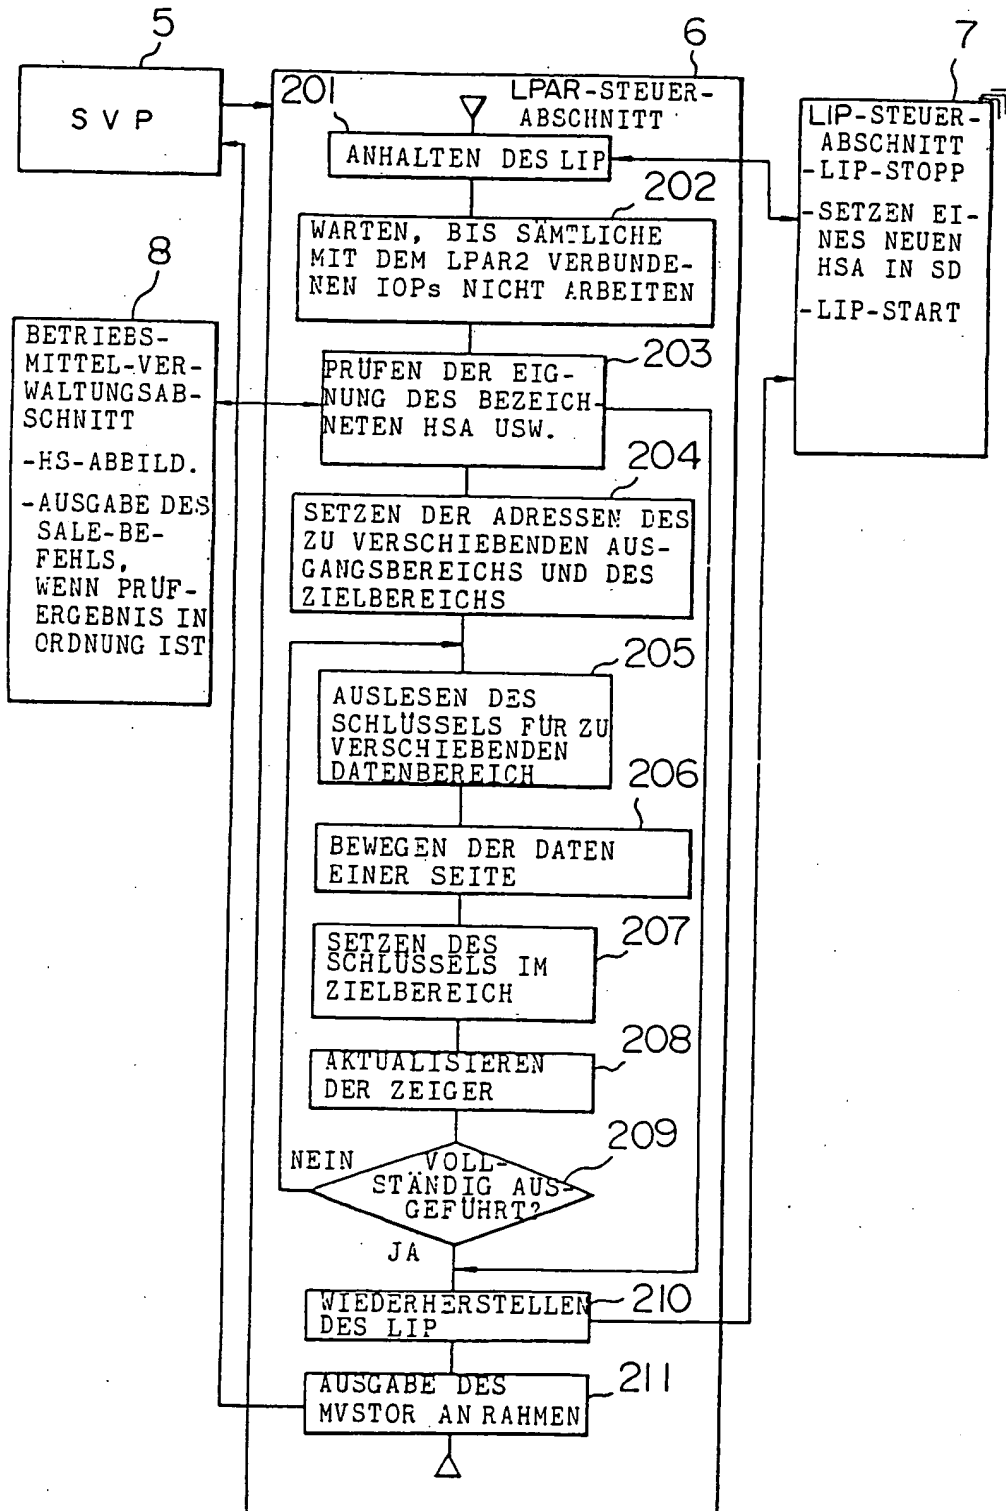 5
SVP
6
LPAR-STEUER-
ABSCHNITT
201
ANHALTEN DES LIP
202
WARTEN, BIS SÄMTLICHE
MIT DEM LPAR2 VERBUNDE-
NEN IOPs NICHT ARBEITEN
203
PRÜFEN DER EIG-
NUNG DES BEZEICH-
NETEN HSA USW.
204
SETZEN DER ADRESSEN DES
ZU VERSCHIEBENDEN AUS-
GANGSBEREICHS UND DES
ZIELBEREICHS
205
AUSLESEN DES
SCHLÜSSELS FÜR ZU
VERSCHIEBENDEN
DATENBEREICH
206
BEWEGEN DER DATEN
EINER SEITE
207
SETZEN DES
SCHLÜSSELS IM
ZIELBEREICH
208
AKTUALISIEREN
DER ZEIGER
209
NEIN
VOLL-
STÄNDIG AUS-
GEFÜHRT?
JA
210
WIEDERHERSTELLEN
DES LIP
211
AUSGABE DES
MVSTOR AN RAHMEN
7
LIP-STEUER-
ABSCHNITT
-LIP-STOPP
-SETZEN EI-
NES NEUEN
HSA IN SD
-LIP-START
8
BETRIEBS-
MITTEL-VER-
WALTUNGSAB-
SCHNITT
-HS-ABBILD.
-AUSGABE DES
SALE-BE-
FEHLS,
WENN PRÜF-
ERGEBNIS IN
ORDNUNG IST